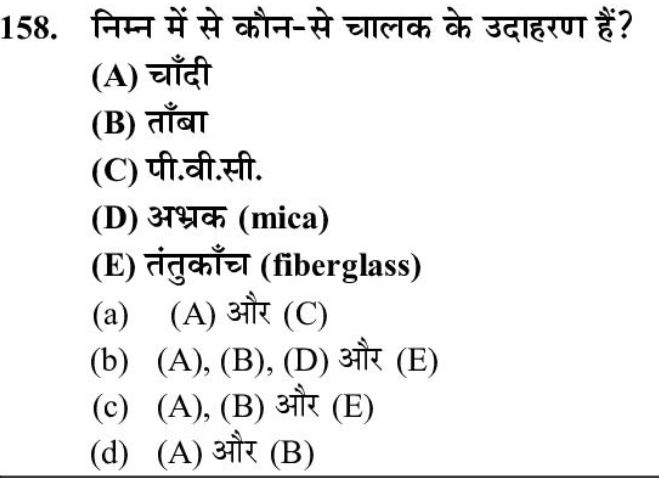 158. निम्न में से कौन-से चालक के उदाहरण हैं?
(A) चाँदी
(B) ताँबा
(C) पी.वी.सी.
(D) अभ्रक (mica)
(E) तंतुकाँच (fiberglass)
(a) (A) और (C)
(b) (A), (B), (D) और (E)
(c) (A), (B) और (E)
(d) (A) और (B)